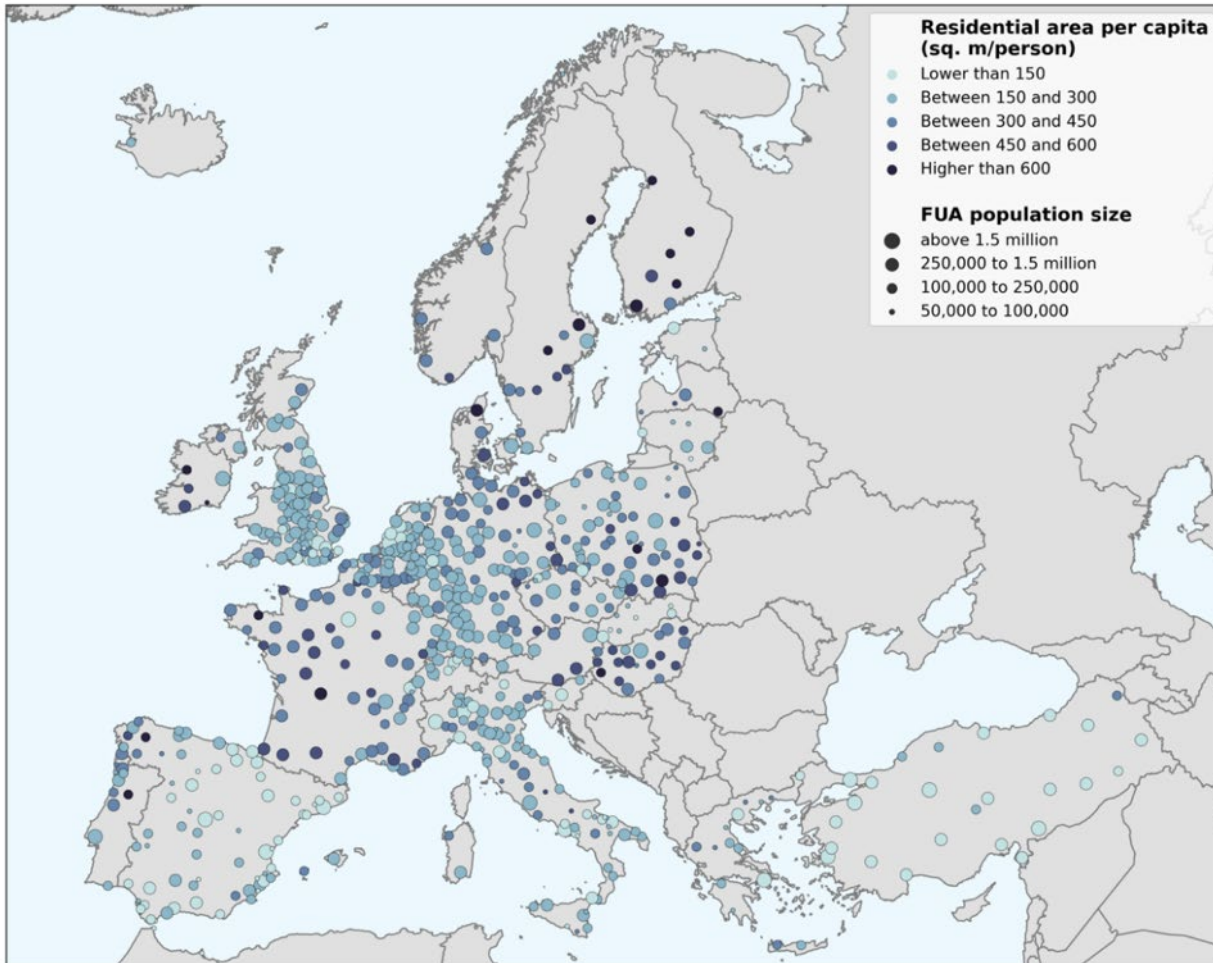 Residential area per capita
(sq. m/person)
Lower than 150
Between 150 and 300
Between 300 and 450
Between 450 and 600
Higher than 600
FUA population size
above 1.5 million
250,000 to 1.5 million
100,000 to 250,000
50,000 to 100,000